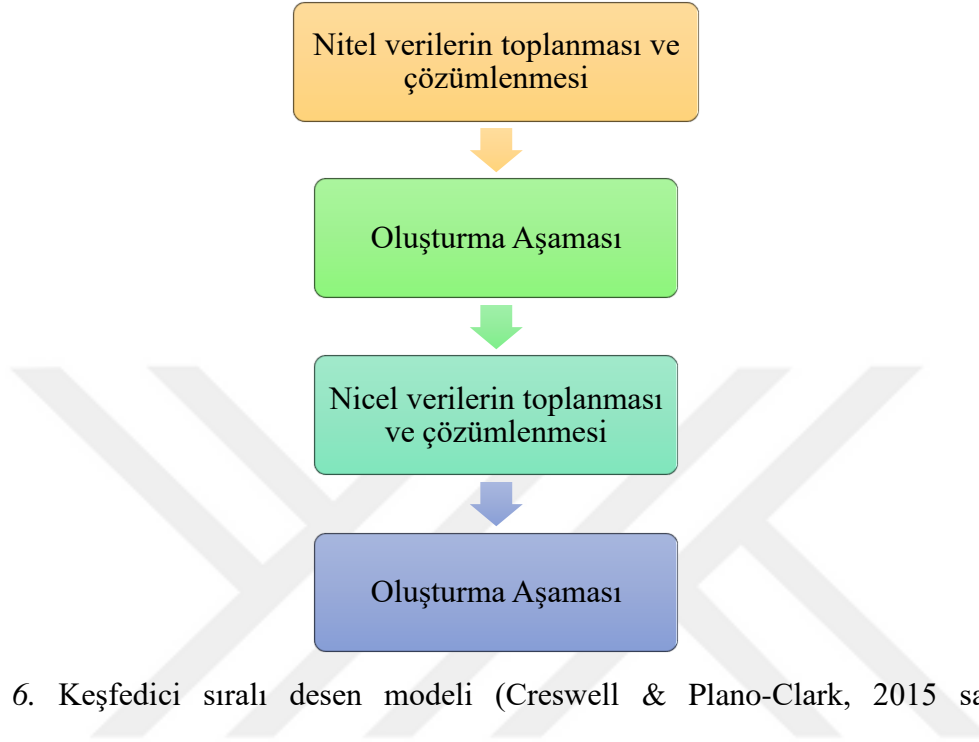 Nitel verilerin toplanması ve
çözümlenmesi
Oluşturma Aşaması
Nicel verilerin toplanması
ve çözümlenmesi
Oluşturma Aşaması
6. Keşfedici sıralı desen modeli (Creswell & Plano-Clark, 2015 sa